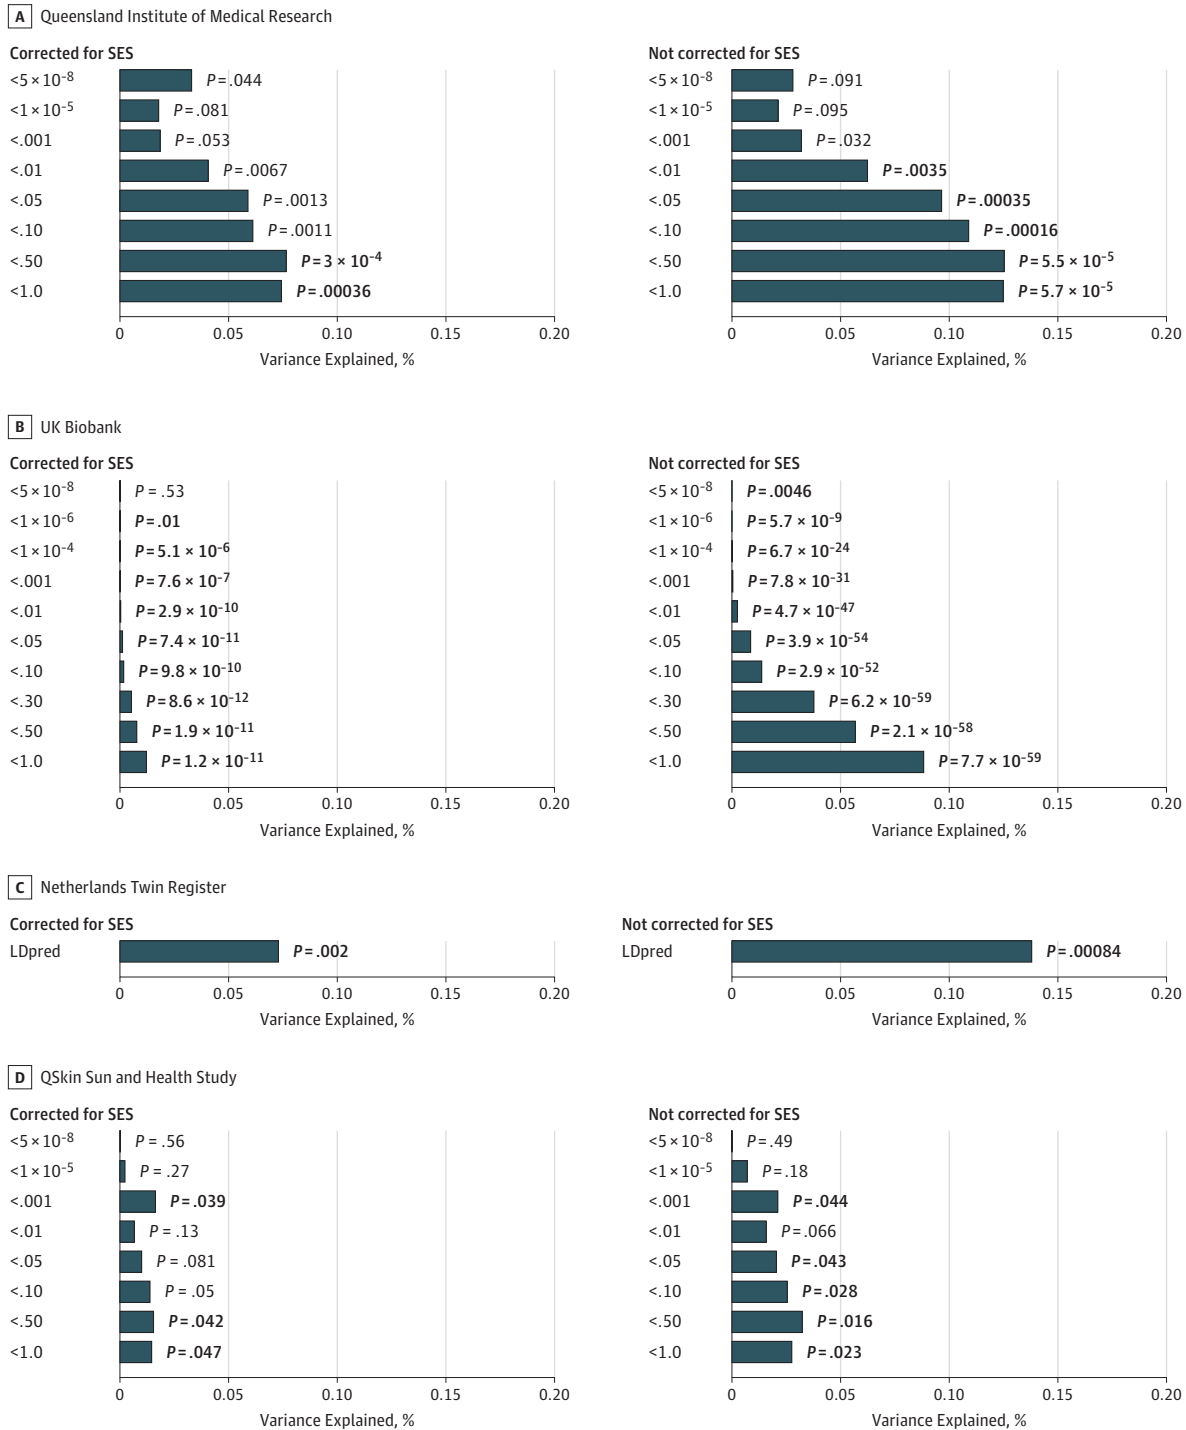 A Queensland Institute of Medical Research
Corrected for SES
<5 × 10⁻⁸ P = .044
<1 × 10⁻⁵ P = .081
<.001 P = .053
<.01 P = .0067
<.05 P = .0013
<.10 P = .0011
<.50 P = 3 × 10⁻⁴
<1.0 P = .00036
0 0.05 0.10 0.15 0.20
Variance Explained, %
Not corrected for SES
<5 × 10⁻⁸ P = .091
<1 × 10⁻⁵ P = .095
<.001 P = .032
<.01 P = .0035
<.05 P = .00035
<.10 P = .00016
<.50 P = 5.5 × 10⁻⁵
<1.0 P = 5.7 × 10⁻⁵
0 0.05 0.10 0.15 0.20
Variance Explained, %
B UK Biobank
Corrected for SES
<5 × 10⁻⁸ P = .53
<1 × 10⁻⁶ P = .01
<1 × 10⁻⁴ P = 5.1 × 10⁻⁶
<.001 P = 7.6 × 10⁻⁷
<.01 P = 2.9 × 10⁻¹⁰
<.05 P = 7.4 × 10⁻¹¹
<.10 P = 9.8 × 10⁻¹⁰
<.30 P = 8.6 × 10⁻¹²
<.50 P = 1.9 × 10⁻¹¹
<1.0 P = 1.2 × 10⁻¹¹
0 0.05 0.10 0.15 0.20
Variance Explained, %
Not corrected for SES
<5 × 10⁻⁸ P = .0046
<1 × 10⁻⁶ P = 5.7 × 10⁻⁹
<1 × 10⁻⁴ P = 6.7 × 10⁻²⁴
<.001 P = 7.8 × 10⁻³¹
<.01 P = 4.7 × 10⁻⁴⁷
<.05 P = 3.9 × 10⁻⁵⁴
<.10 P = 2.9 × 10⁻⁵²
<.30 P = 6.2 × 10⁻⁵⁹
<.50 P = 2.1 × 10⁻⁵⁸
<1.0 P = 7.7 × 10⁻⁵⁹
0 0.05 0.10 0.15 0.20
Variance Explained, %
C Netherlands Twin Register
Corrected for SES
LDpred P = .002
0 0.05 0.10 0.15 0.20
Variance Explained, %
Not corrected for SES
LDpred P = .00084
0 0.05 0.10 0.15 0.20
Variance Explained, %
D QSkin Sun and Health Study
Corrected for SES
<5 × 10⁻⁸ P = .56
<1 × 10⁻⁵ P = .27
<.001 P = .039
<.01 P = .13
<.05 P = .081
<.10 P = .05
<.50 P = .042
<1.0 P = .047
0 0.05 0.10 0.15 0.20
Variance Explained, %
Not corrected for SES
<5 × 10⁻⁸ P = .49
<1 × 10⁻⁵ P = .18
<.001 P = .044
<.01 P = .066
<.05 P = .043
<.10 P = .028
<.50 P = .016
<1.0 P = .023
0 0.05 0.10 0.15 0.20
Variance Explained, %